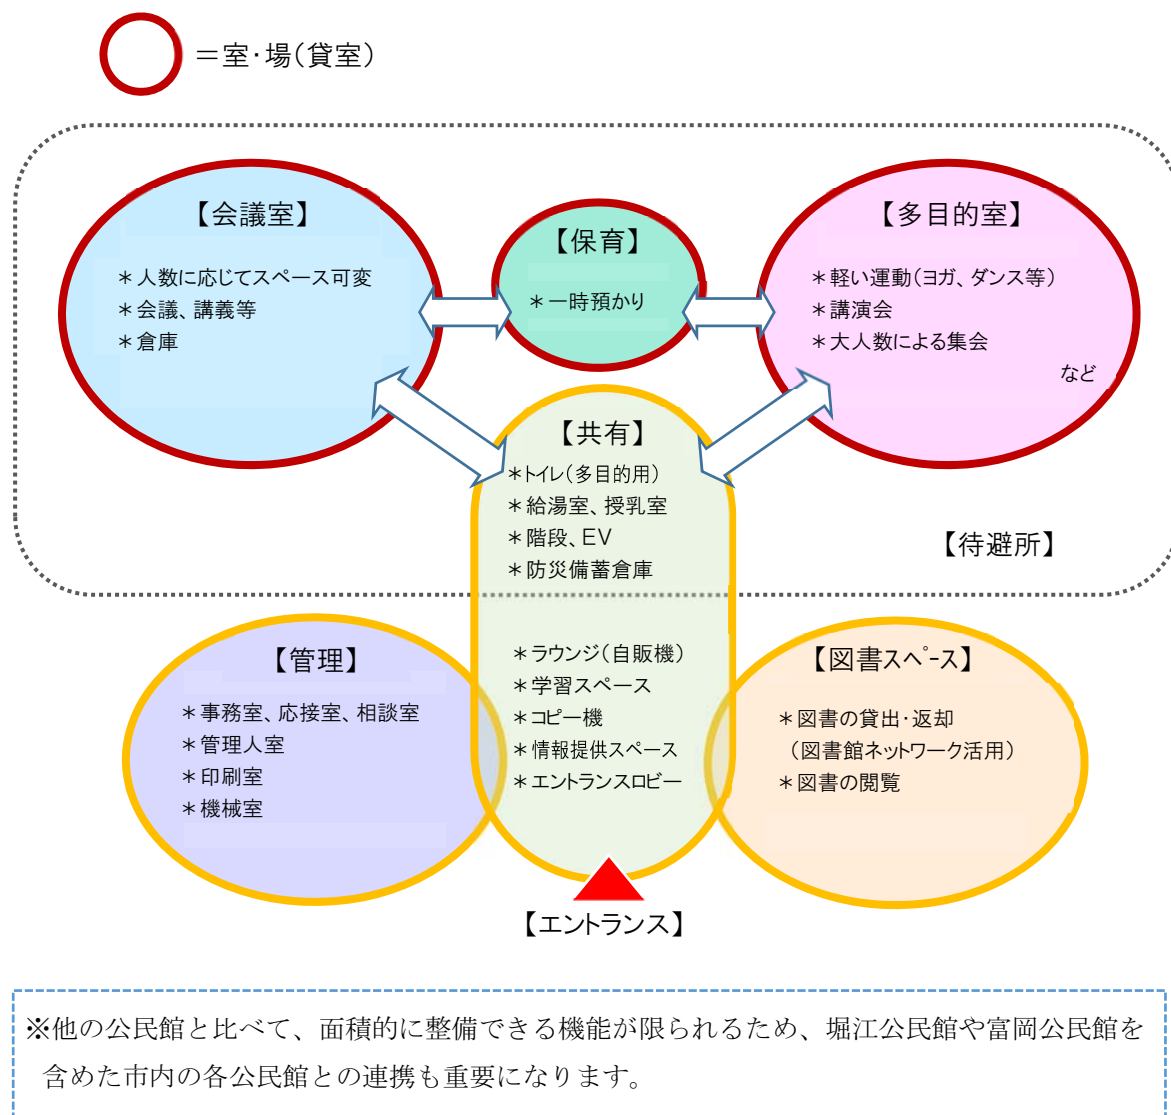 ＝室・場（貸室）
【会議室】
＊人数に応じてスペース可変
＊会議、講義等
＊倉庫
【保育】
＊一時預かり
【多目的室】
＊軽い運動（ヨガ、ダンス等）
＊講演会
＊大人数による集会
など
【共有】
＊トイレ（多目的用）
＊給湯室、授乳室
＊階段、EV
＊防災備蓄倉庫
【待避所】
＊ラウンジ（自販機）
＊学習スペース
＊コピー機
＊情報提供スペース
＊エントランスロビー
【管理】
＊事務室、応接室、相談室
＊管理人室
＊印刷室
＊機械室
【図書スペース】
＊図書の貸出・返却
（図書館ネットワーク活用）
＊図書の閲覧
【エントランス】
※他の公民館と比べて、面積的に整備できる機能が限られるため、堀江公民館や富岡公民館を
含めた市内の各公民館との連携も重要になります。